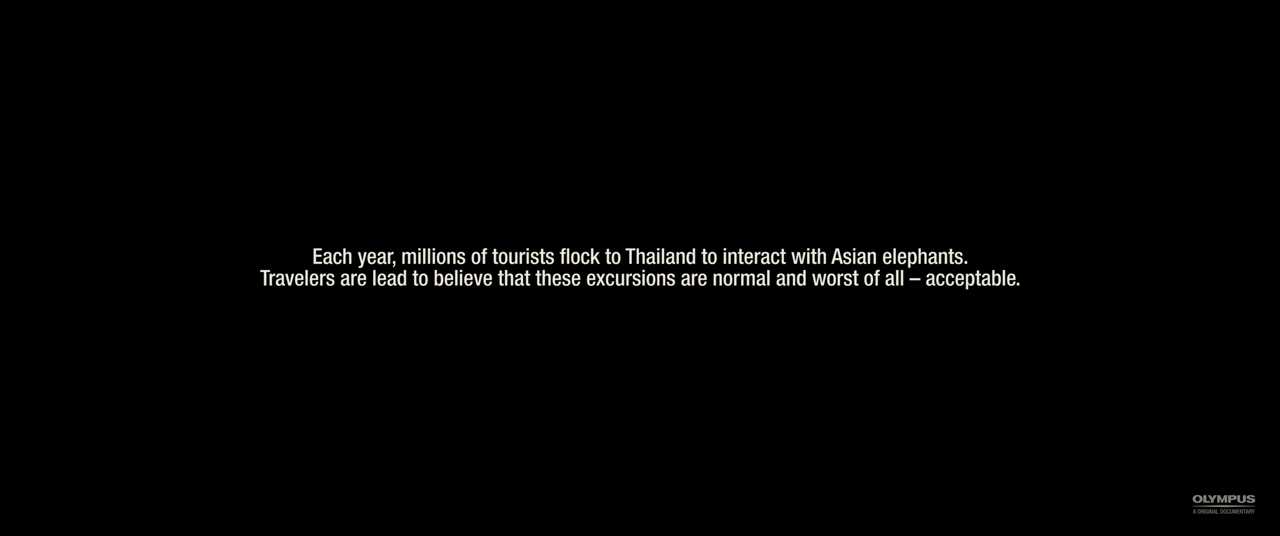 Each year, millions of tourists flock to Thailand to interact with Asian elephants.
Travelers are lead to believe that these excursions are normal and worst of all – acceptable.
OLYMPUS
A ORIGINAL DOCUMENTARY